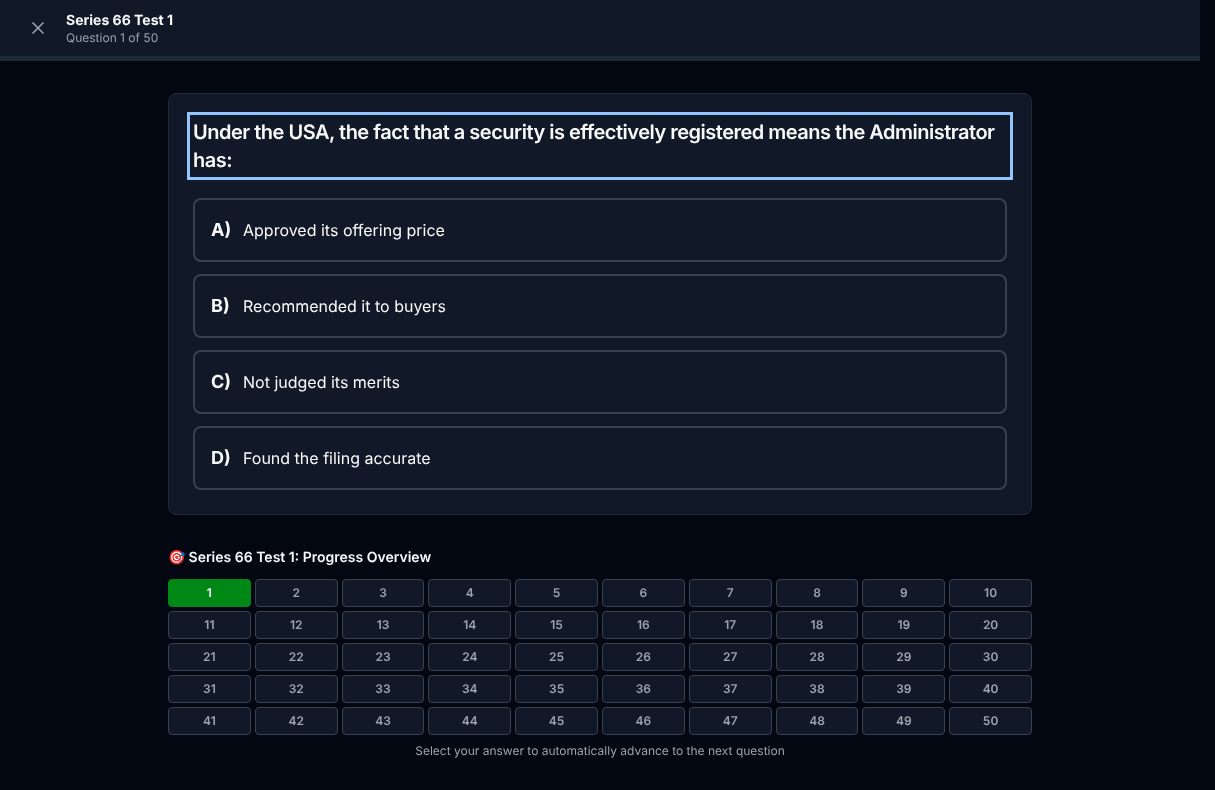 Series 66 Test 1
Question 1 of 50
Under the USA, the fact that a security is effectively registered means the Administrator
has:
A) Approved its offering price
B) Recommended it to buyers
C) Not judged its merits
D) Found the filing accurate
🎯 Series 66 Test 1: Progress Overview
1 2 3 4 5 6 7 8 9 10
11 12 13 14 15 16 17 18 19 20
21 22 23 24 25 26 27 28 29 30
31 32 33 34 35 36 37 38 39 40
41 42 43 44 45 46 47 48 49 50
Select your answer to automatically advance to the next question